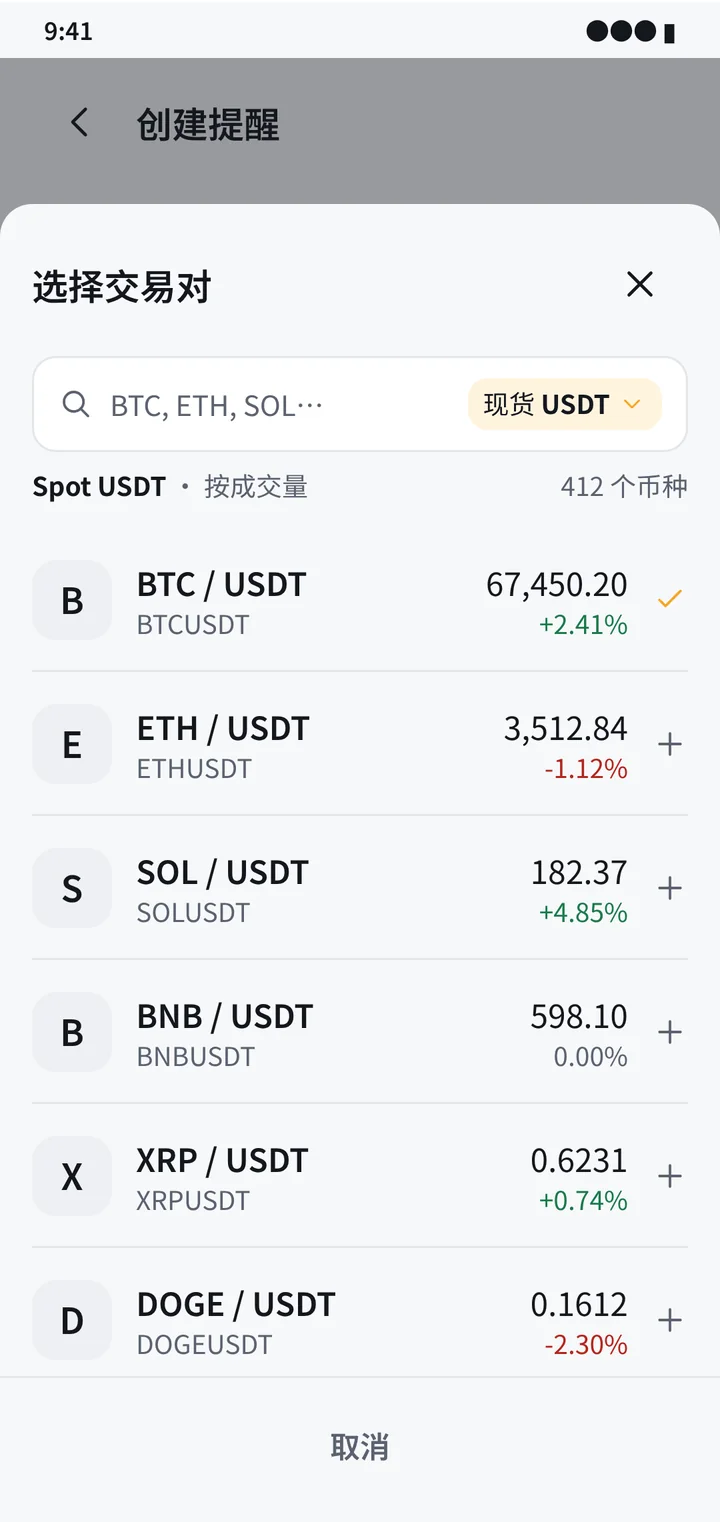 9:41
创建提醒
选择交易对
BTC, ETH, SOL… 现货 USDT
Spot USDT · 按成交量 412 个币种
B BTC / USDT 67,450.20
BTCUSDT +2.41%
E ETH / USDT 3,512.84
ETHUSDT -1.12%
S SOL / USDT 182.37
SOLUSDT +4.85%
B BNB / USDT 598.10
BNBUSDT 0.00%
X XRP / USDT 0.6231
XRPUSDT +0.74%
D DOGE / USDT 0.1612
DOGEUSDT -2.30%
取消